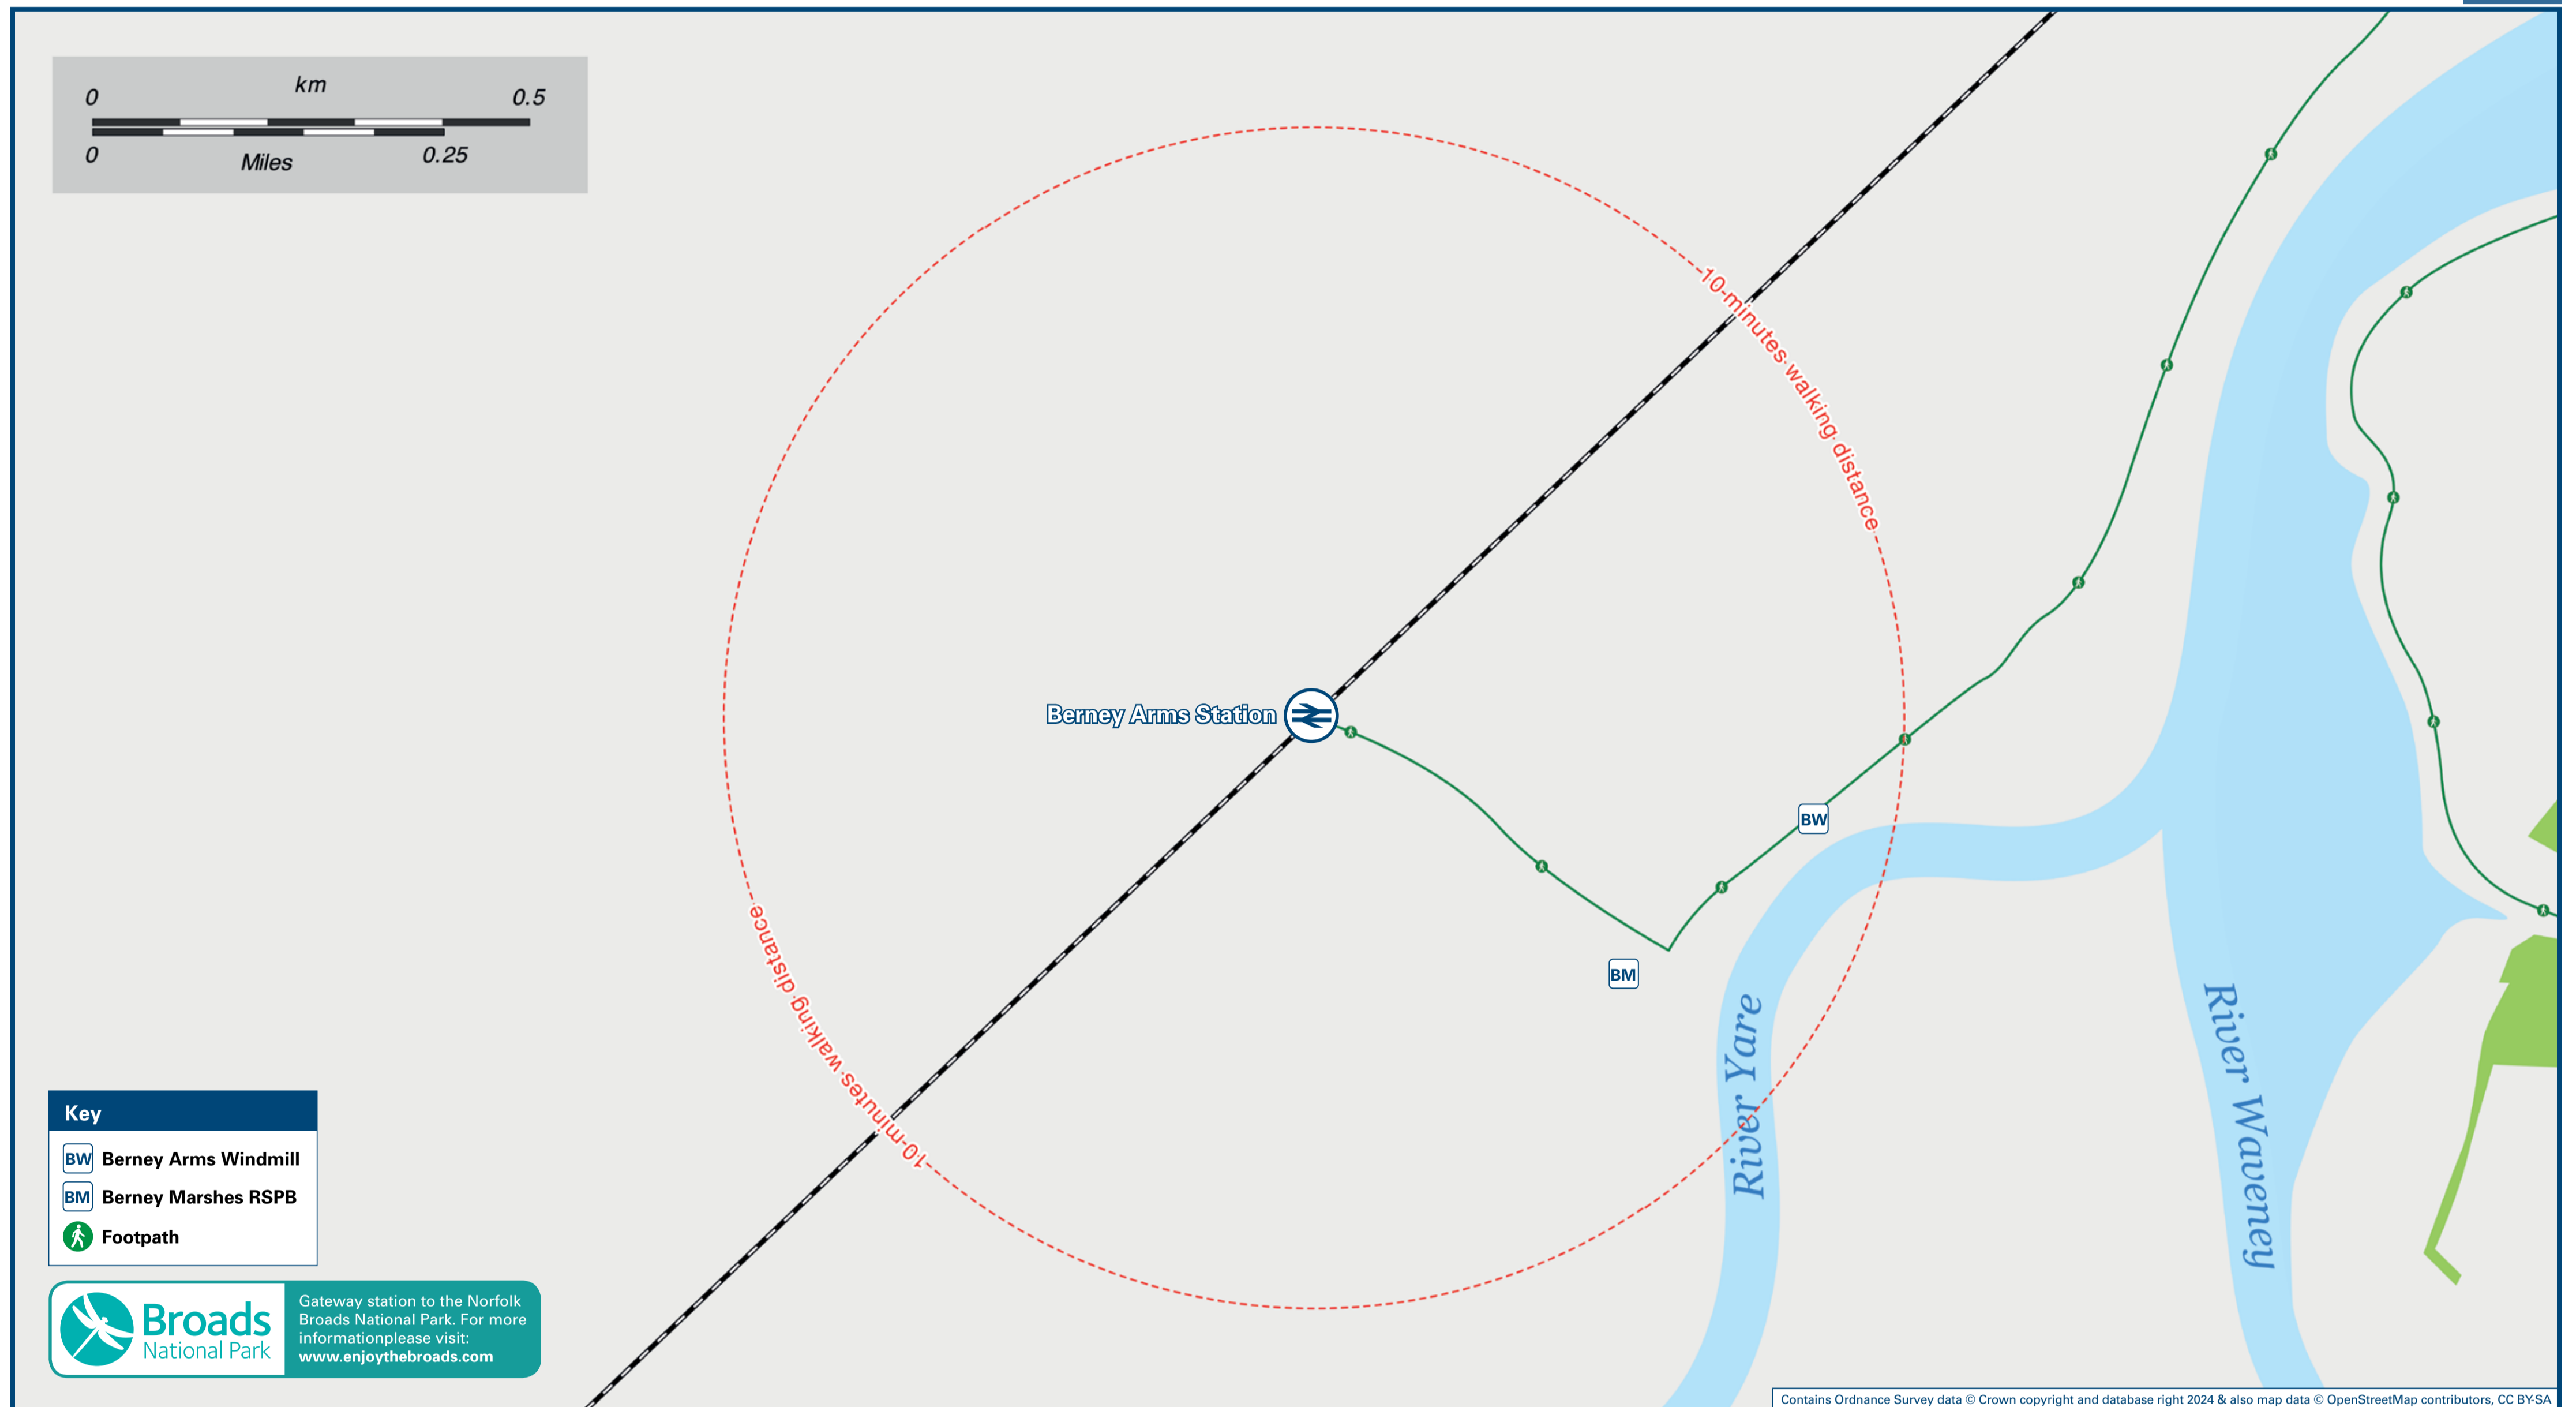 km
0 0.5
0 0.25
Miles
10-minutes walking distance
Berney Arms Station
BW
BM
10-minutes walking distance
River Yare
River Waveney
Key
BW Berney Arms Windmill
BM Berney Marshes RSPB
Footpath
Broads
National Park
Gateway station to the Norfolk
Broads National Park. For more
informationplease visit:
www.enjoythebroads.com
Contains Ordnance Survey data © Crown copyright and database right 2024 & also map data © OpenStreetMap contributors, CC BY-SA